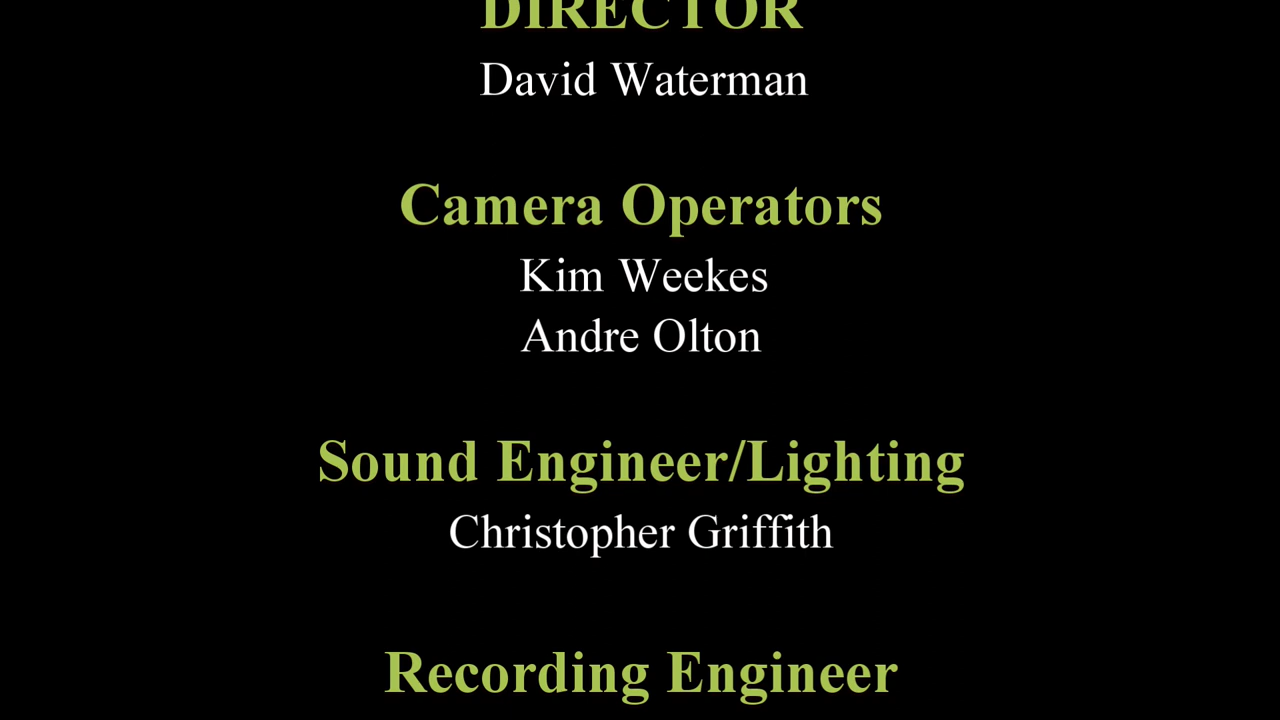 DIRECTOR
David Waterman
Camera Operators
Kim Weekes
Andre Olton
Sound Engineer/Lighting
Christopher Griffith
Recording Engineer